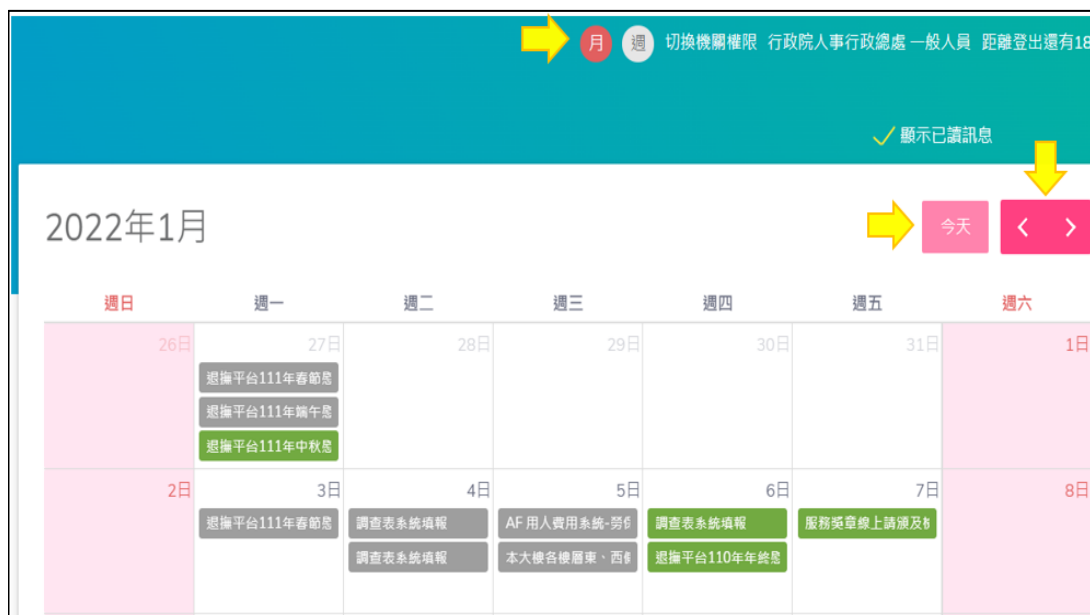 月 週 切換機關權限 行政院人事行政總處 一般人員 距離登出還有18
顯示已讀訊息
2022年1月
今天
週日 週一 週二 週三 週四 週五 週六
26日 27日 28日 29日 30日 31日 1日
退撫平台111年春節
退撫平台111年端午
退撫平台111年中秋
2日 3日 4日 5日 6日 7日 8日
退撫平台111年春節 調查表系統填報 AF 用人費用系統-勞 調查表系統填報 服務獎章線上請頒及
調查表系統填報 本大樓各樓層東、西 退撫平台110年年終